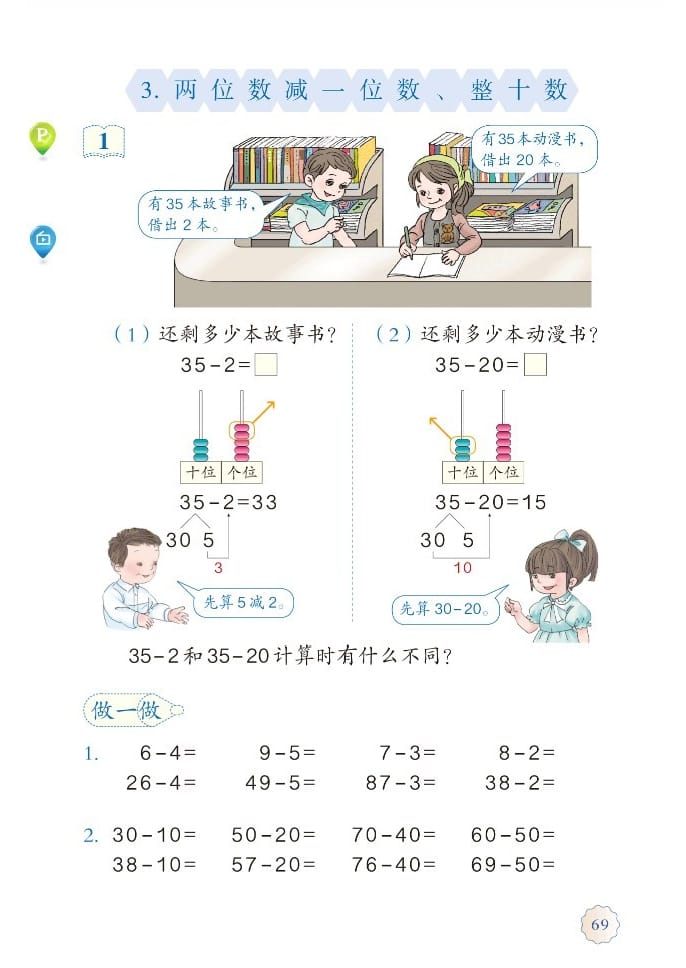 3. 两位数减一位数、整十数
P
1
有35本动漫书，
借出20本。
有35本故事书，
借出2本。
（1）还剩多少本故事书？
35-2=□
十位 个位
35-2=33
30 5
3
先算5减2。
（2）还剩多少本动漫书？
35-20=□
十位 个位
35-20=15
30 5
10
先算30-20。
35-2和35-20计算时有什么不同？
做一做
1. 6-4= 9-5= 7-3= 8-2=
26-4= 49-5= 87-3= 38-2=
2. 30-10= 50-20= 70-40= 60-50=
38-10= 57-20= 76-40= 69-50=
69